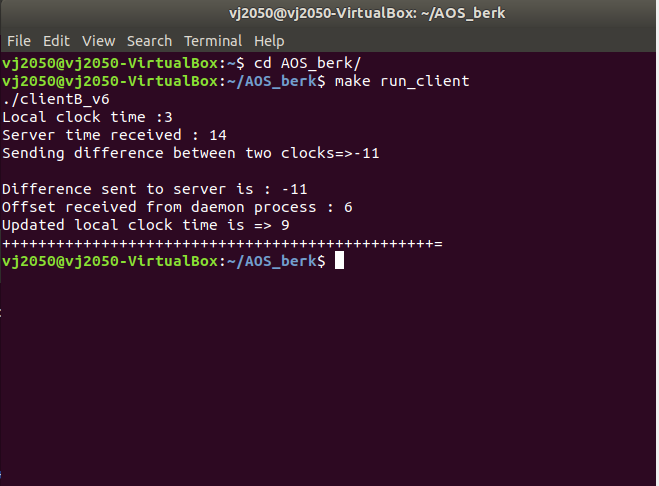 vj2050@vj2050-VirtualBox: ~/AOS_berk
File Edit View Search Terminal Help
vj2050@vj2050-VirtualBox:~$ cd AOS_berk/
vj2050@vj2050-VirtualBox:~/AOS_berk$ make run_client
./clientB_v6
Local clock time :3
Server time received : 14
Sending difference between two clocks=>-11
Difference sent to server is : -11
Offset received from daemon process : 6
Updated local clock time is => 9
++++++++++++++++++++++++++++++++++++++++++++++++=
vj2050@vj2050-VirtualBox:~/AOS_berk$